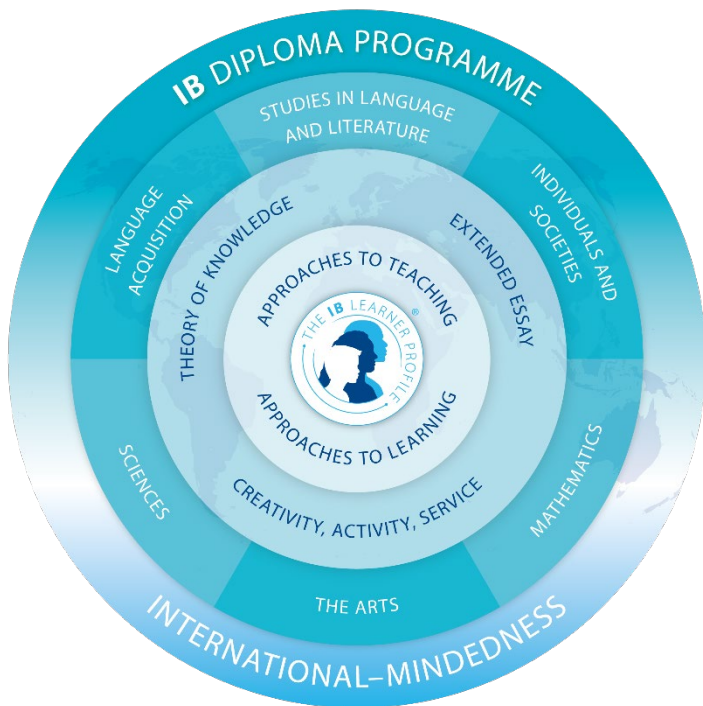 IB DIPLOMA PROGRAMME
STUDIES IN LANGUAGE
AND LITERATURE
LANGUAGE
ACQUISITION
INDIVIDUALS AND
SOCIETIES
THEORY OF KNOWLEDGE
EXTENDED ESSAY
APPROACHES TO TEACHING
THE IB LEARNER PROFILE ®
APPROACHES TO LEARNING
CREATIVITY, ACTIVITY, SERVICE
SCIENCES
MATHEMATICS
THE ARTS
INTERNATIONAL–MINDEDNESS